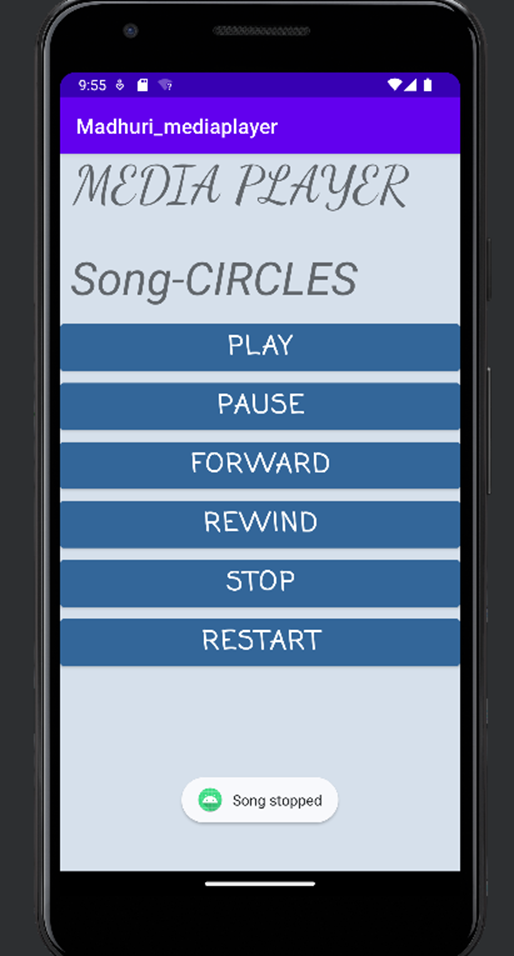 9:55
Madhuri_mediaplayer
MEDIA PLAYER
Song-CIRCLES
PLAY
PAUSE
FORWARD
REWIND
STOP
RESTART
Song stopped